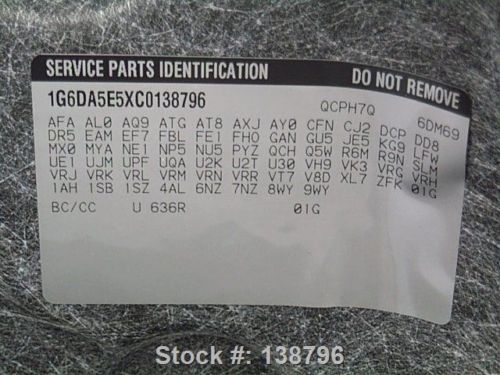 SERVICE PARTS IDENTIFICATION DO NOT REMOVE
1G6DA5E5XC0138796 QCPH7Q 6DM69
AFA AL0 AQ9 ATG AT8 AXJ AY0 CFN CJ2 DCP DD8
DR5 EAM EF7 FBL FE1 FHO GAN GU5 JE5 KG9 LFW
MX0 MYA NE1 NP5 NU5 PYZ QCH Q5W R6M R9N SLM
UE1 UJM UPF UQA U2K U2T U30 VH9 VK3 VRG VRH
VRJ VRK VRL VRM VRN VRR VT7 V8D XL7 ZFK 01G
1AH 1SB 1SZ 4AL 6NZ 7NZ 8WY 9WY
BC/CC U 636R 01G
Stock #: 138796